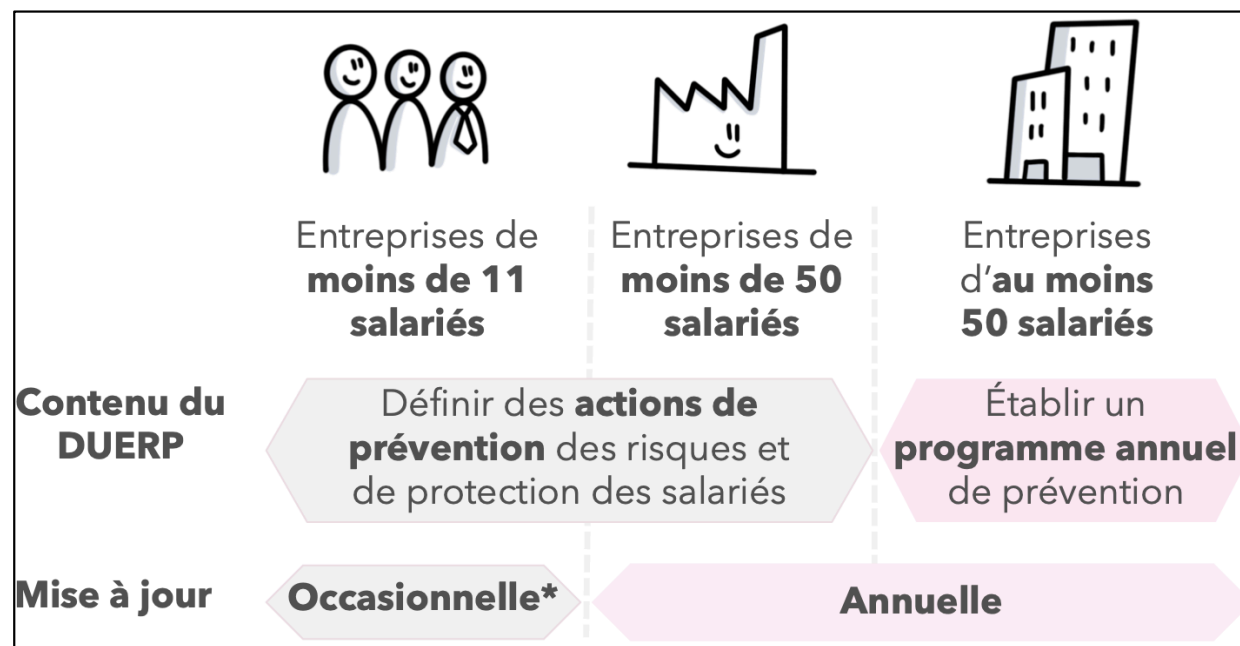 Entreprises de
moins de 11
salariés
Entreprises de
moins de 50
salariés
Entreprises
d'au moins
50 salariés
Contenu du
DUERP
Définir des actions de
prévention des risques et
de protection des salariés
Établir un
programme annuel
de prévention
Mise à jour
Occasionnelle*
Annuelle